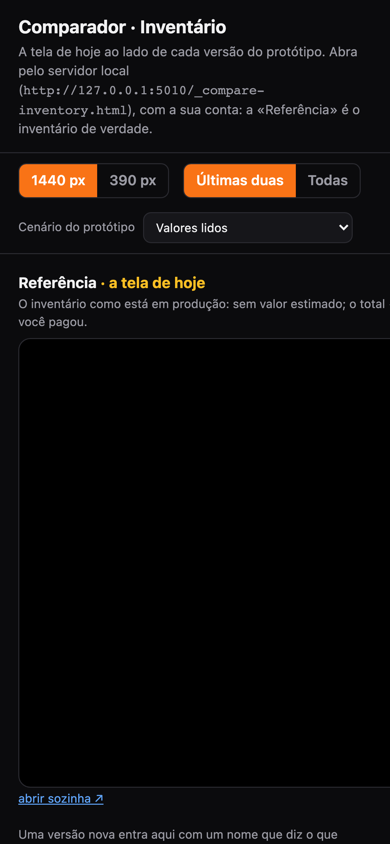 Comparador · Inventário
A tela de hoje ao lado de cada versão do protótipo. Abra
pelo servidor local
(http://127.0.0.1:5010/_compare-
inventory.html), com a sua conta: a «Referência» é o
inventário de verdade.
1440 px 390 px Últimas duas Todas
Cenário do protótipo Valores lidos
Referência · a tela de hoje
O inventário como está em produção: sem valor estimado; o total
você pagou.
abrir sozinha ↗
Uma versão nova entra aqui com um nome que diz o que